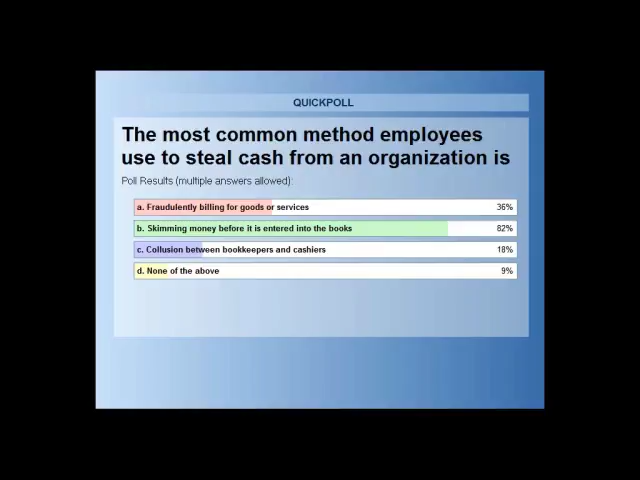 QUICKPOLL
The most common method employees
use to steal cash from an organization is
Poll Results (multiple answers allowed):
a. Fraudulently billing for goods or services 36%
b. Skimming money before it is entered into the books 82%
c. Collusion between bookkeepers and cashiers 18%
d. None of the above 9%